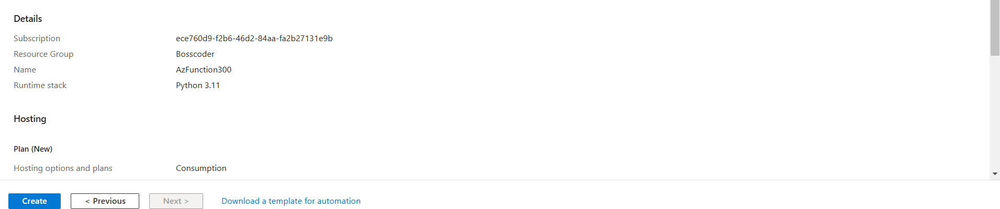 Details
Subscription ece760d9-f2b6-46d2-84aa-fa2b27131e9b
Resource Group Bosscoder
Name AzFunction300
Runtime stack Python 3.11
Hosting
Plan (New)
Hosting options and plans Consumption
Create < Previous Next > Download a template for automation